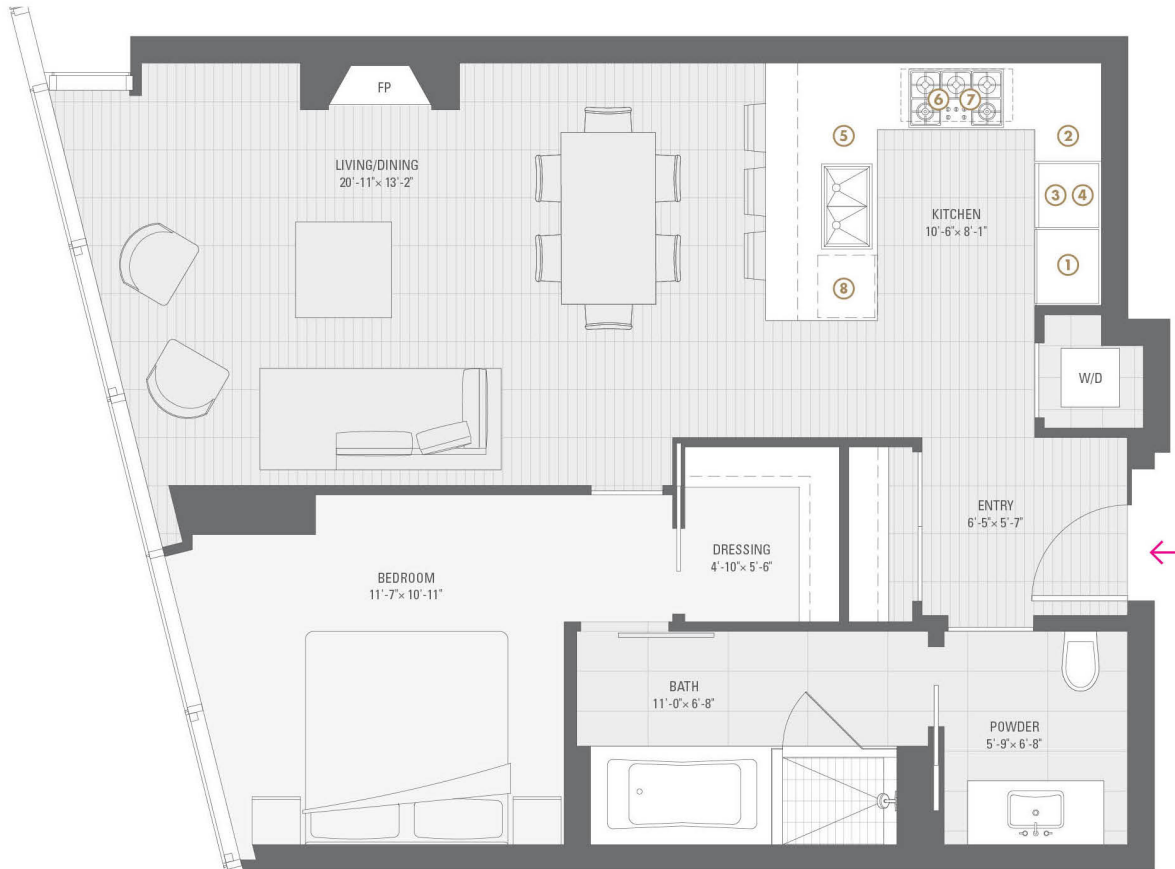 FP
LIVING/DINING
20'-11"× 13'-2"
6 7
5
2
3 4
KITCHEN
10'-6"× 8'-1"
1
8
W/D
ENTRY
6'-5"× 5'-7"
DRESSING
4'-10"× 5'-6"
BEDROOM
11'-7"× 10'-11"
BATH
11'-0"× 6'-8"
POWDER
5'-9"× 6'-8"